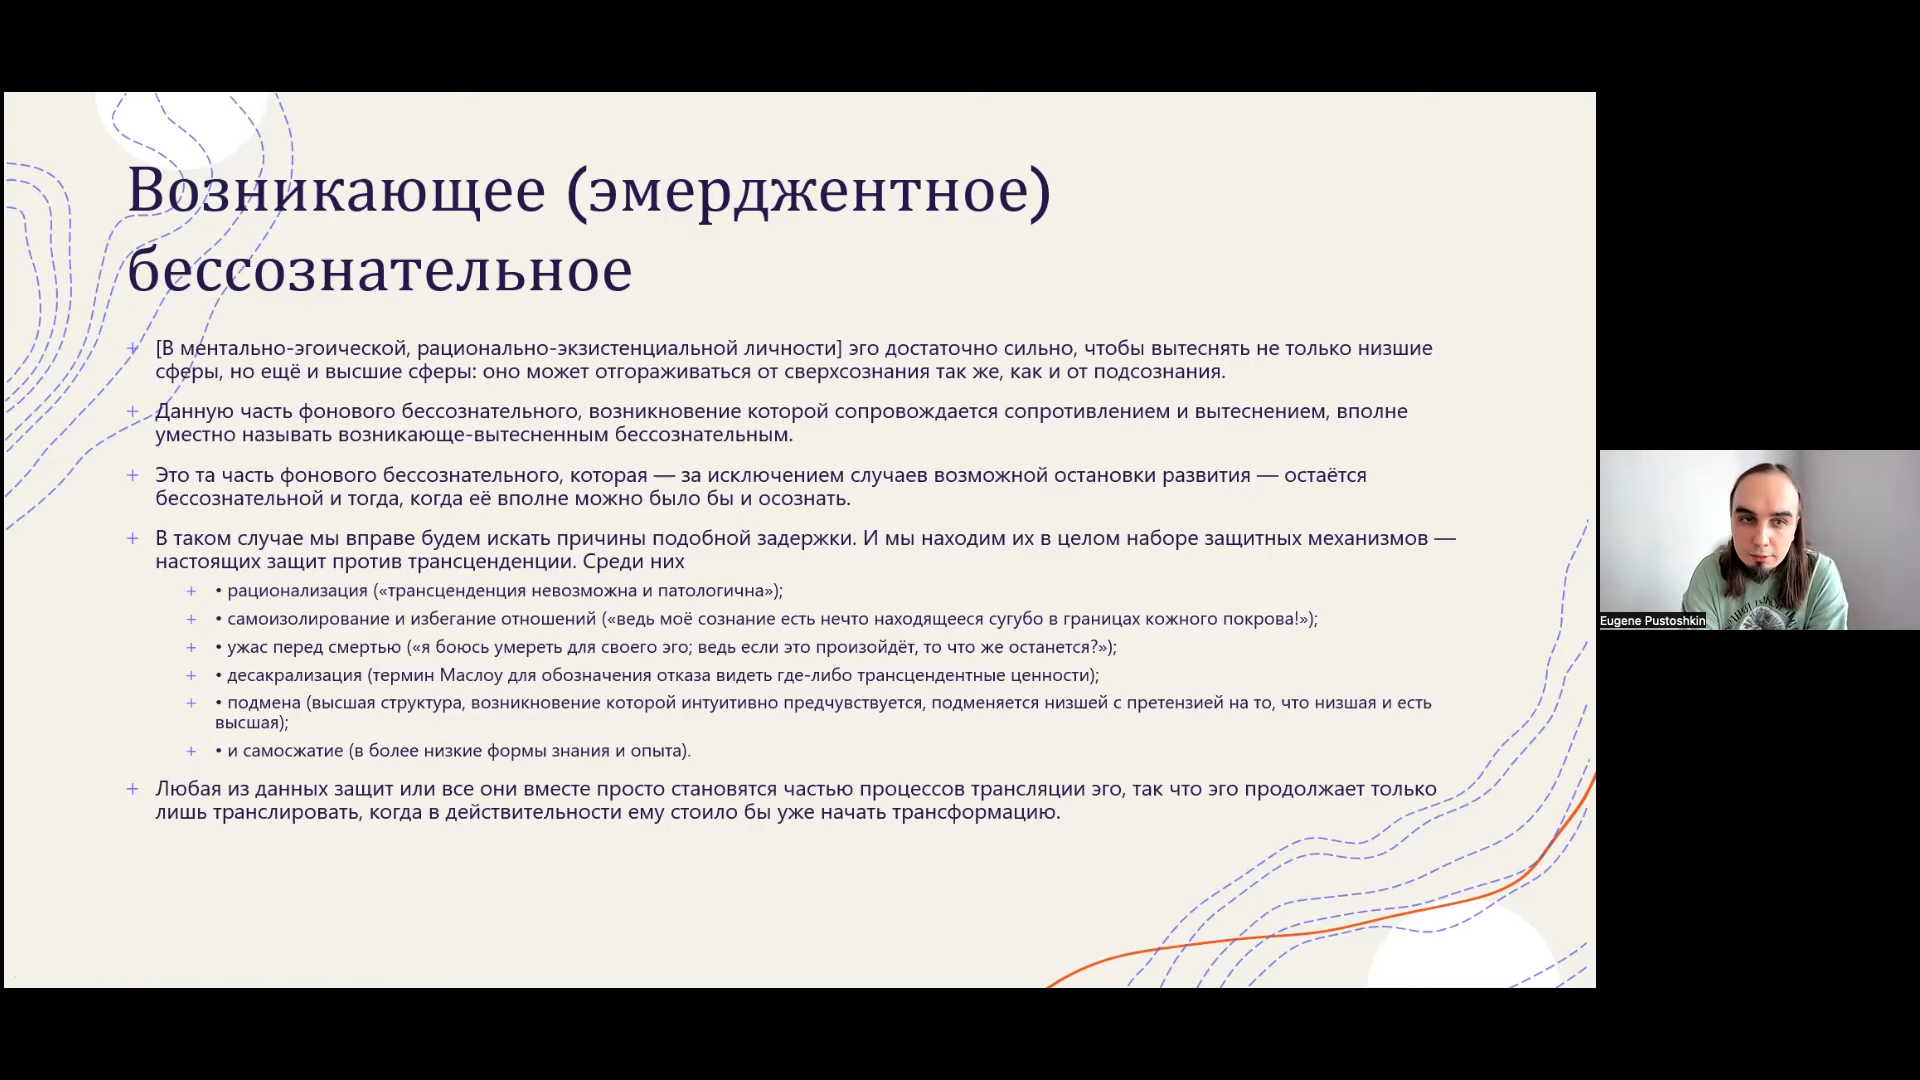 Возникающее (эмерджентное)
бессознательное
+ [В ментально-эгоической, рационально-экзистенциальной личности] эго достаточно сильно, чтобы вытеснять не только низшие
сферы, но ещё и высшие сферы: оно может отгораживаться от сверхсознания так же, как и от подсознания.
+ Данную часть фонового бессознательного, возникновение которой сопровождается сопротивлением и вытеснением, вполне
уместно называть возникающе-вытесненным бессознательным.
+ Это та часть фонового бессознательного, которая — за исключением случаев возможной остановки развития — остаётся
бессознательной и тогда, когда её вполне можно было бы и осознать.
+ В таком случае мы вправе будем искать причины подобной задержки. И мы находим их в целом наборе защитных механизмов —
настоящих защит против трансценденции. Среди них
+ • рационализация («трансценденция невозможна и патологична»);
+ • самоизолирование и избегание отношений («ведь моё сознание есть нечто находящееся сугубо в границах кожного покрова!»);
+ • ужас перед смертью («я боюсь умереть для своего эго; ведь если это произойдёт, то что же останется?»);
+ • десакрализация (термин Маслоу для обозначения отказа видеть где-либо трансцендентные ценности);
+ • подмена (высшая структура, возникновение которой интуитивно предчувствуется, подменяется низшей с претензией на то, что низшая и есть
высшая);
+ • и самосжатие (в более низкие формы знания и опыта).
+ Любая из данных защит или все они вместе просто становятся частью процессов трансляции эго, так что эго продолжает только
лишь транслировать, когда в действительности ему стоило бы уже начать трансформацию.
Eugene Pustoshkin